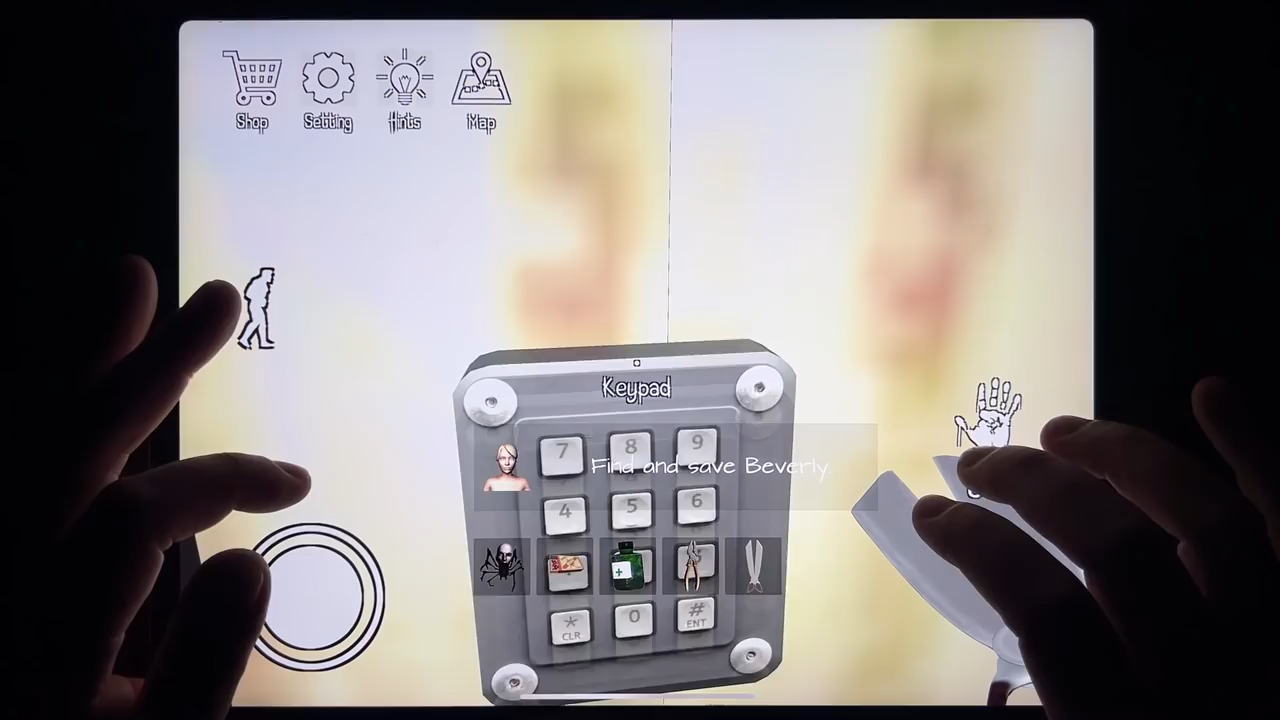 Shop Setting Hints Map
Keypad
7 8 9
Find and save Beverly.
4 5 6
* 0 #
CLR ENT